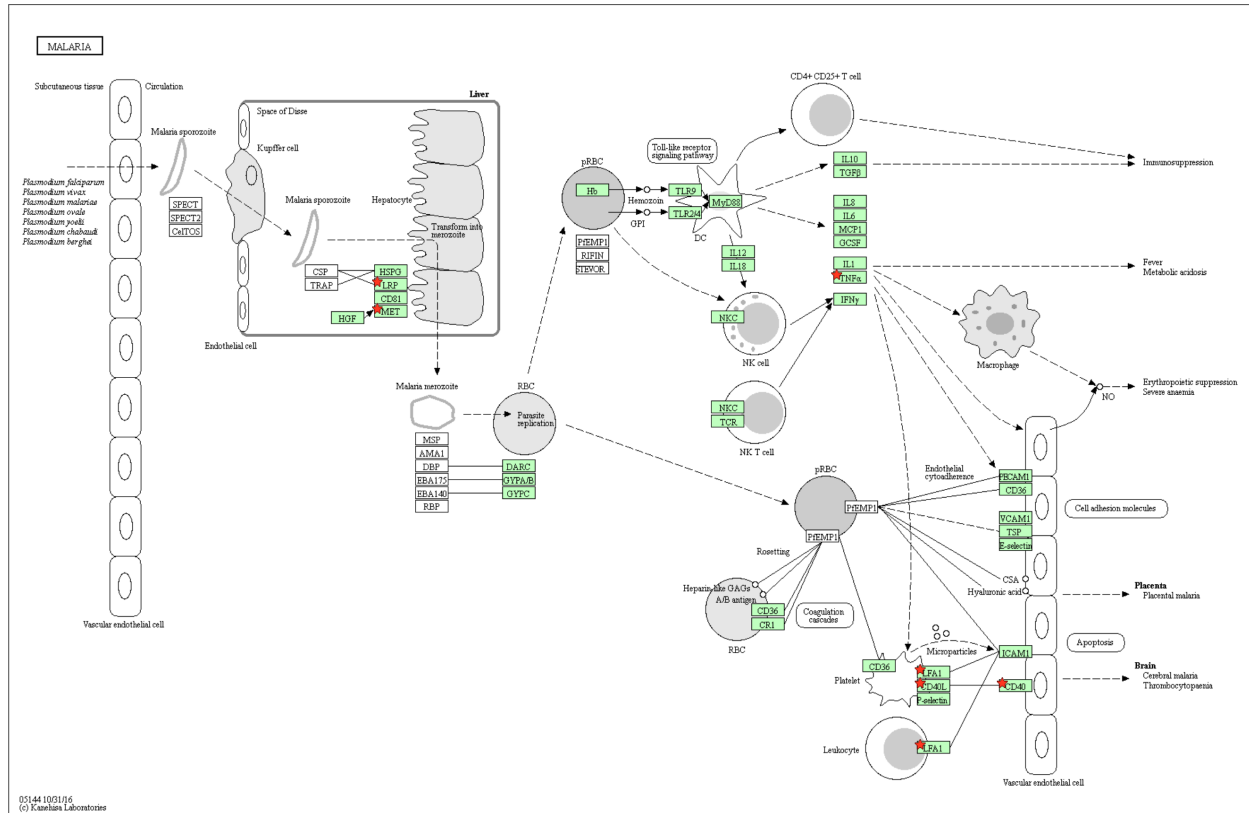 MALARIA
Subcutaneous tissue
Circulation
Malaria sporozoite
Plasmodium falciparum
Plasmodium vivax
Plasmodium malariae
Plasmodium ovale
Plasmodium yoelii
Plasmodium chabaudi
Plasmodium berghei
SPECT
SPECT2
CelTOS
Vascular endothelial cell
Liver
Space of Disse
Kupffer cell
Malaria sporozoite
Hepatocyte
Transform into
merozoite
CSP
TRAP
HSPG
LRP
CD81
MET
HGF
Endothelial cell
Malaria merozoite
MSP
AMA1
DBP
EBA175
EBA140
RBP
RBC
Parasite
replication
DARC
GYPA/B
GYPC
pRBC
Hb
Hemozoin
GPI
PfEMP1
RIFIN
STEVOR
Toll-like receptor
signaling pathway
TLR9
TLR2/4
MyD88
DC
IL12
IL18
NKC
NK cell
NKC
TCR
NK T cell
CD4+ CD25+ T cell
IL10
TGFβ
IL8
IL6
MCP1
GCSF
IL1
TNFα
IFNγ
Immunosuppression
Fever
Metabolic acidosis
Macrophage
NO
Erythropoietic suppression
Severe anaemia
pRBC
PfEMP1
PfEMP1
Endothelial
cytoadherence
PECAM1
CD36
VCAM1
TSP
E-selectin
Cell adhesion molecules
CSA
Hyaluronic acid
Placenta
Placental malaria
Rosetting
Heparin-like GAGs
A/B antigen
CD36
CR1
RBC
Coagulation
cascades
Microparticles
CD36
Platelet
LFA1
CD40L
P-selectin
ICAM1
CD40
Apoptosis
Brain
Cerebral malaria
Thrombocytopaenia
Leukocyte
LFA1
Vascular endothelial cell
05144 10/31/16
(c) Kanehisa Laboratories